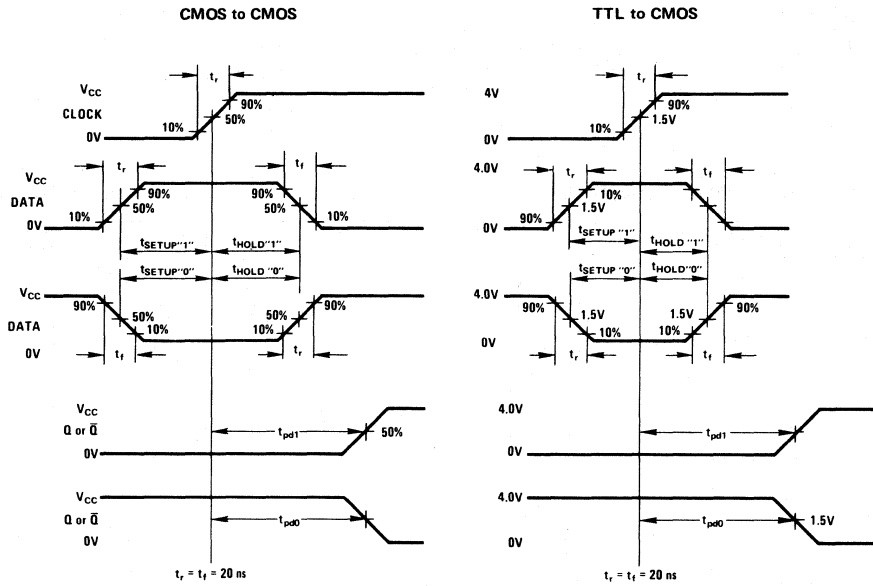 CMOS to CMOS
tr
VCC
CLOCK
0V
90%
50%
10%
VCC
DATA
0V
tr
tf
90%
50%
10%
90%
50%
10%
tSETUP"1"
tHOLD"1"
tSETUP"0"
tHOLD "0"
VCC
DATA
0V
90%
50%
10%
50%
10%
90%
tf
tr
VCC
Q or Q̅
0V
tpd1
50%
VCC
Q or Q̅
0V
tpd0
tr = tf = 20 ns
TTL to CMOS
tr
4V
0V
90%
1.5V
10%
4.0V
0V
tr
tf
10%
1.5V
90%
tSETUP "1"
tHOLD "1"
tSETUP "0"
tHOLD"0"
4.0V
0V
90%
1.5V
10%
1.5V
10%
90%
tr
tf
4.0V
0V
tpd1
4.0V
0V
tpd0
1.5V
tr = tf = 20 ns